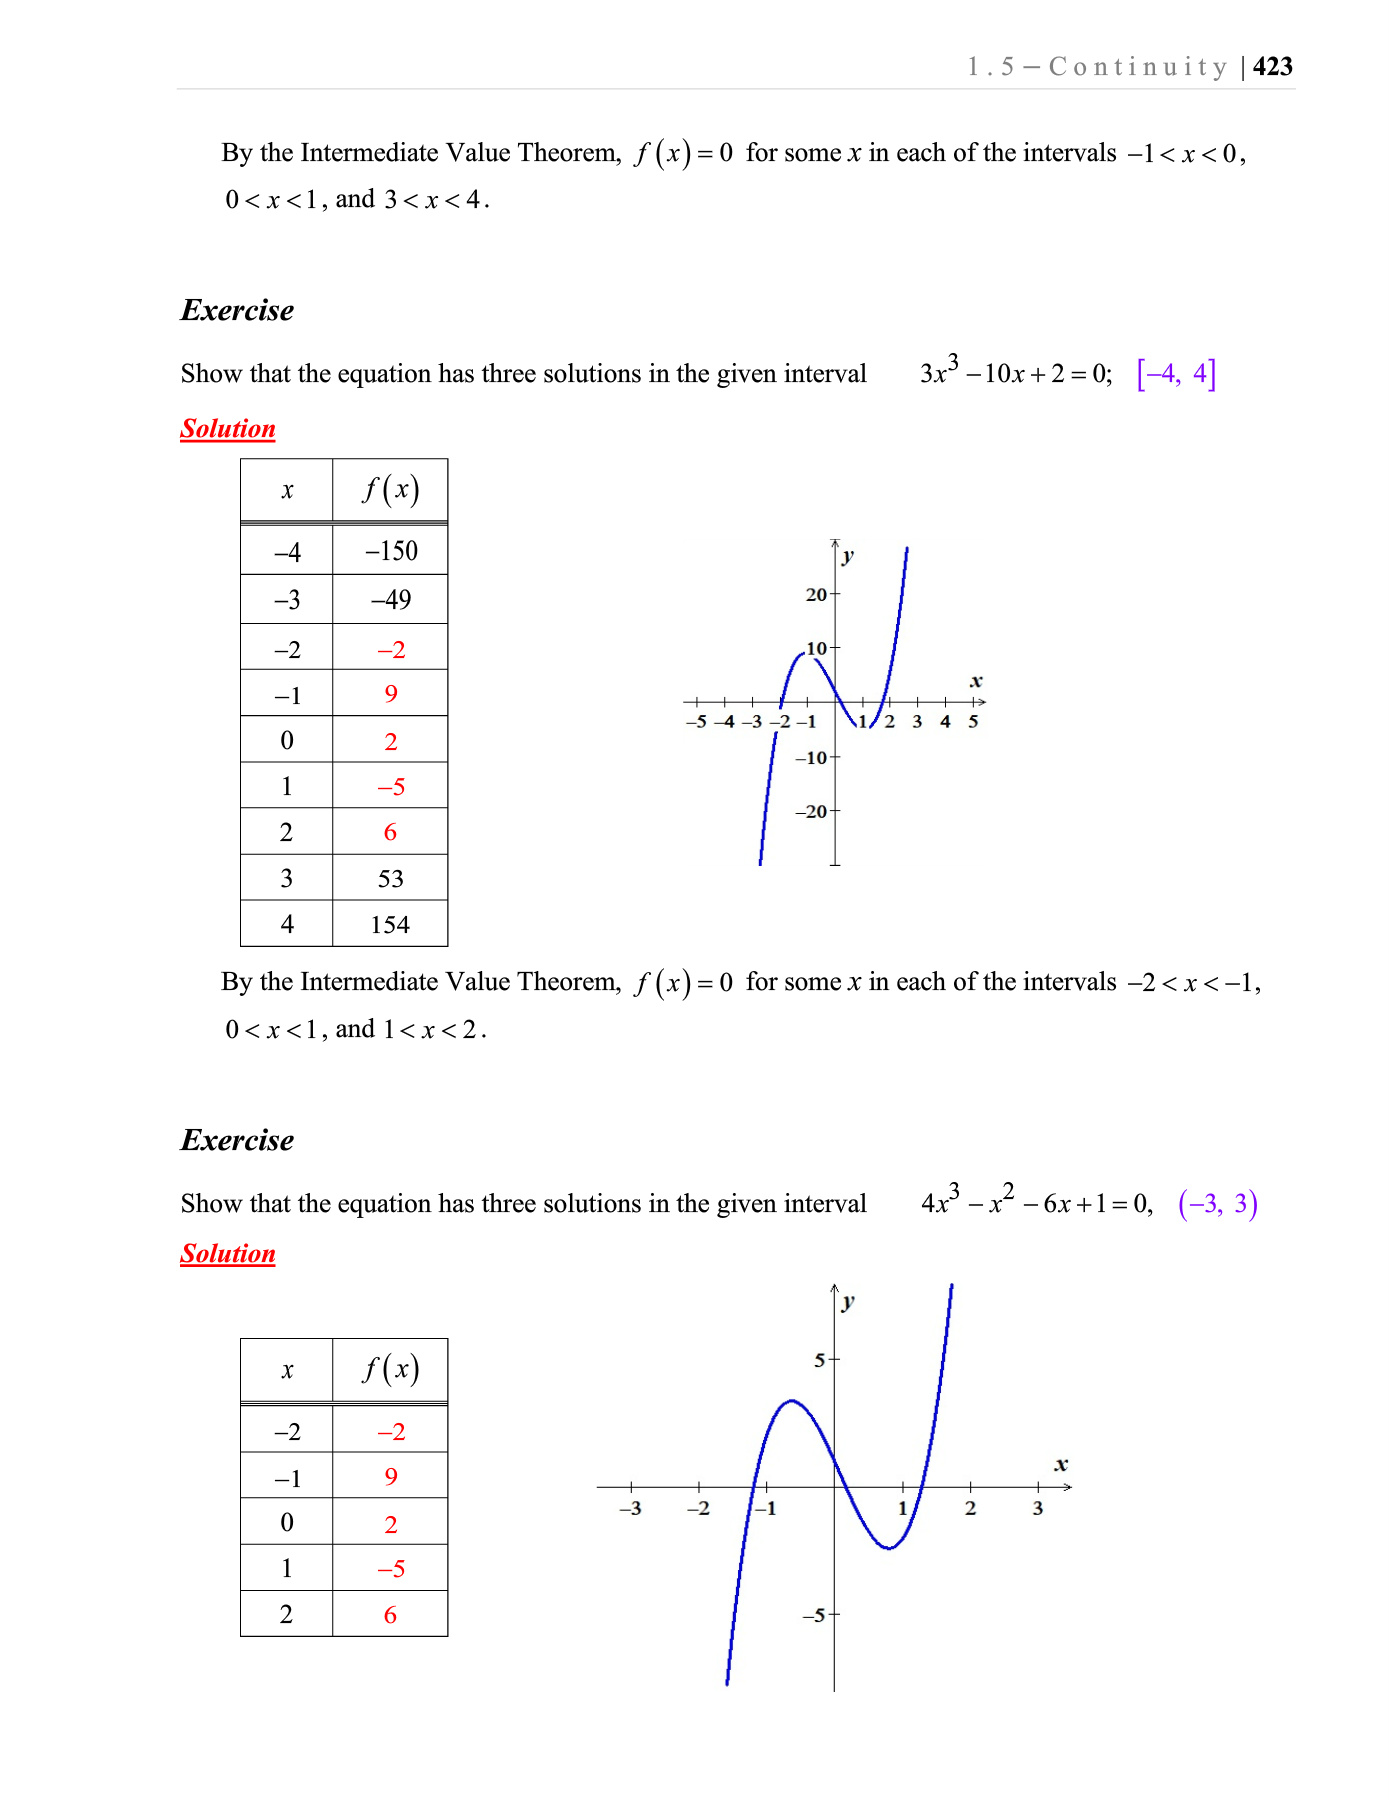 1.5 – Continuity | 423
By the Intermediate Value Theorem, f(x) = 0 for some x in each of the intervals −1 < x < 0,
0 < x < 1, and 3 < x < 4.
Exercise
Show that the equation has three solutions in the given interval 3x³ − 10x + 2 = 0; [−4, 4]
Solution
x f(x)
−4 −150
−3 −49
−2 −2
−1 9
0 2
1 −5
2 6
3 53
4 154
y
20
10
x
−5 −4 −3 −2 −1 1 2 3 4 5
−10
−20
By the Intermediate Value Theorem, f(x) = 0 for some x in each of the intervals −2 < x < −1,
0 < x < 1, and 1 < x < 2.
Exercise
Show that the equation has three solutions in the given interval 4x³ − x² − 6x + 1 = 0, (−3, 3)
Solution
x f(x)
−2 −2
−1 9
0 2
1 −5
2 6
y
5
x
−3 −2 −1 1 2 3
−5